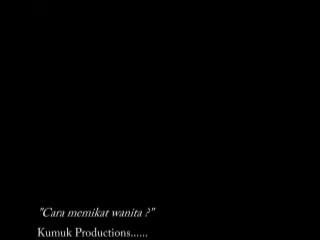 "Cara memikat wanita ?"
Kumuk Productions......